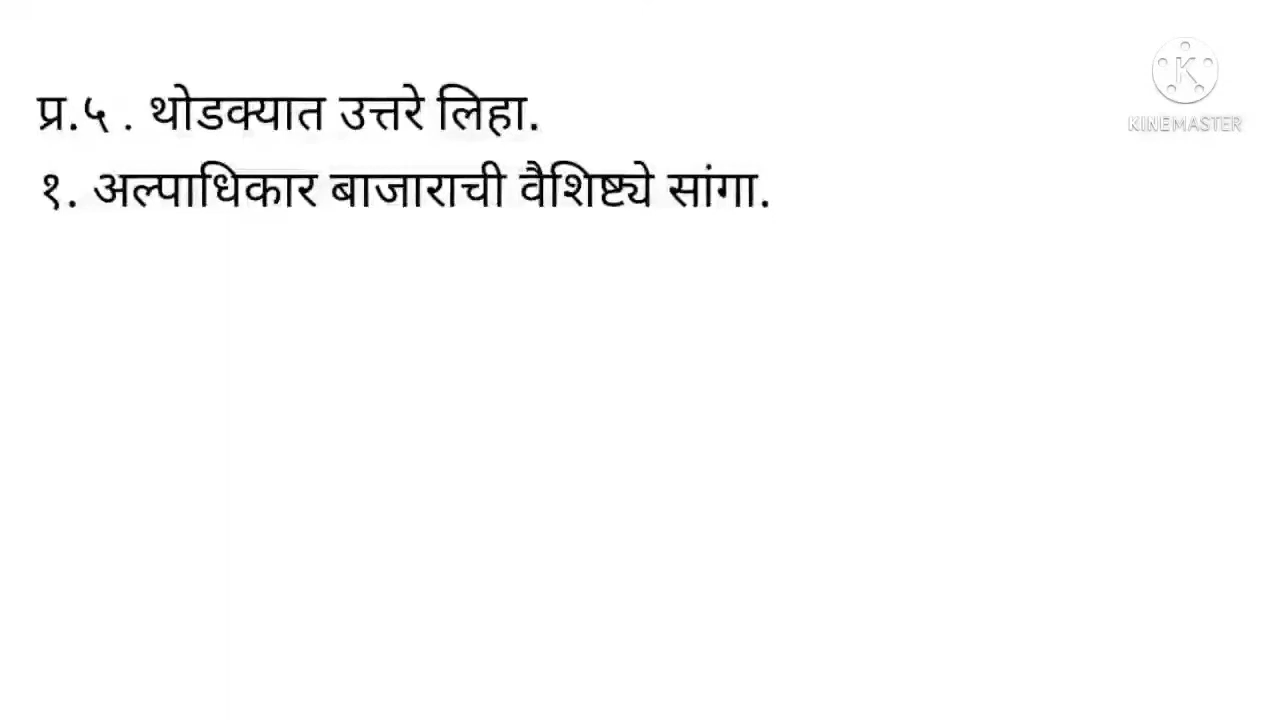 प्र.५ . थोडक्यात उत्तरे लिहा.
१. अल्पाधिकार बाजाराची वैशिष्ट्ये सांगा.
K
KINEMASTER